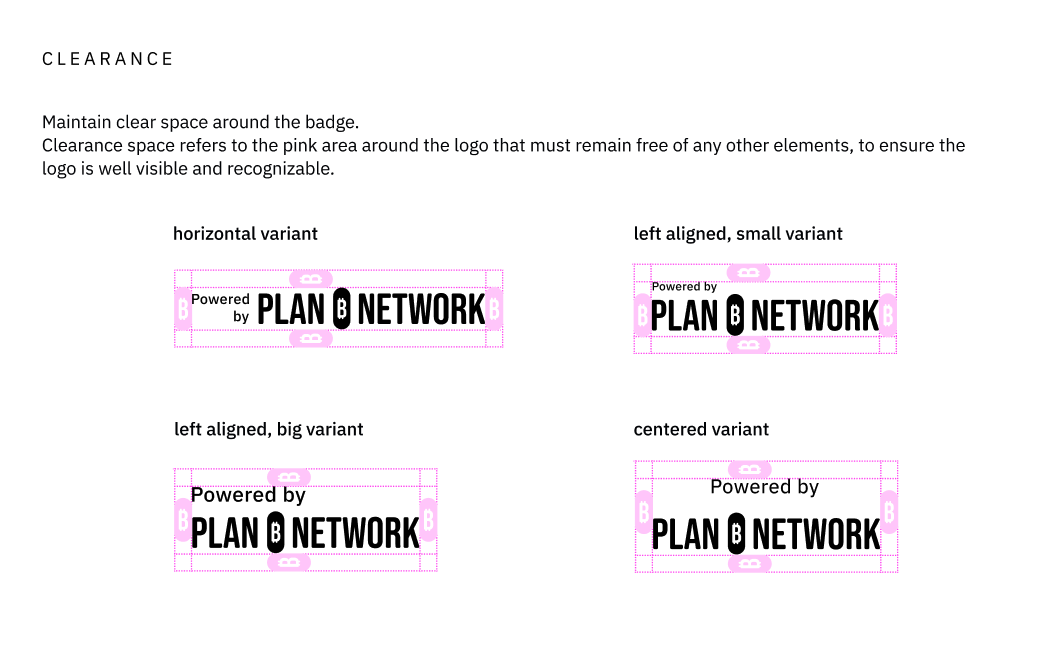 CLEARANCE
Maintain clear space around the badge.
Clearance space refers to the pink area around the logo that must remain free of any other elements, to ensure the
logo is well visible and recognizable.
horizontal variant
Powered
by
PLAN ₿ NETWORK
left aligned, small variant
Powered by
PLAN ₿ NETWORK
left aligned, big variant
Powered by
PLAN ₿ NETWORK
centered variant
Powered by
PLAN ₿ NETWORK